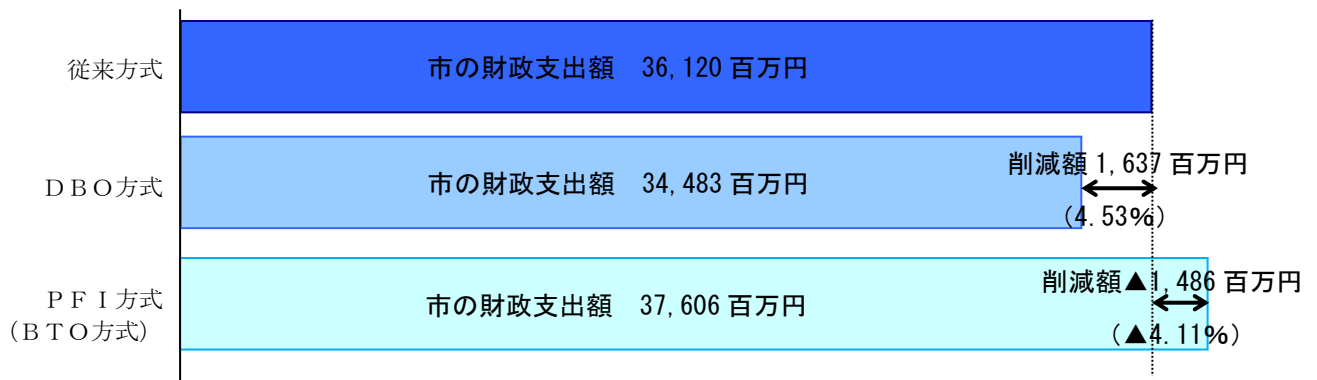 従来方式
市の財政支出額　36,120 百万円
DBO方式
市の財政支出額　34,483 百万円
削減額 1,637 百万円
(4.53%)
PFI方式
(BTO方式)
市の財政支出額　37,606 百万円
削減額▲1,486 百万円
(▲4.11%)